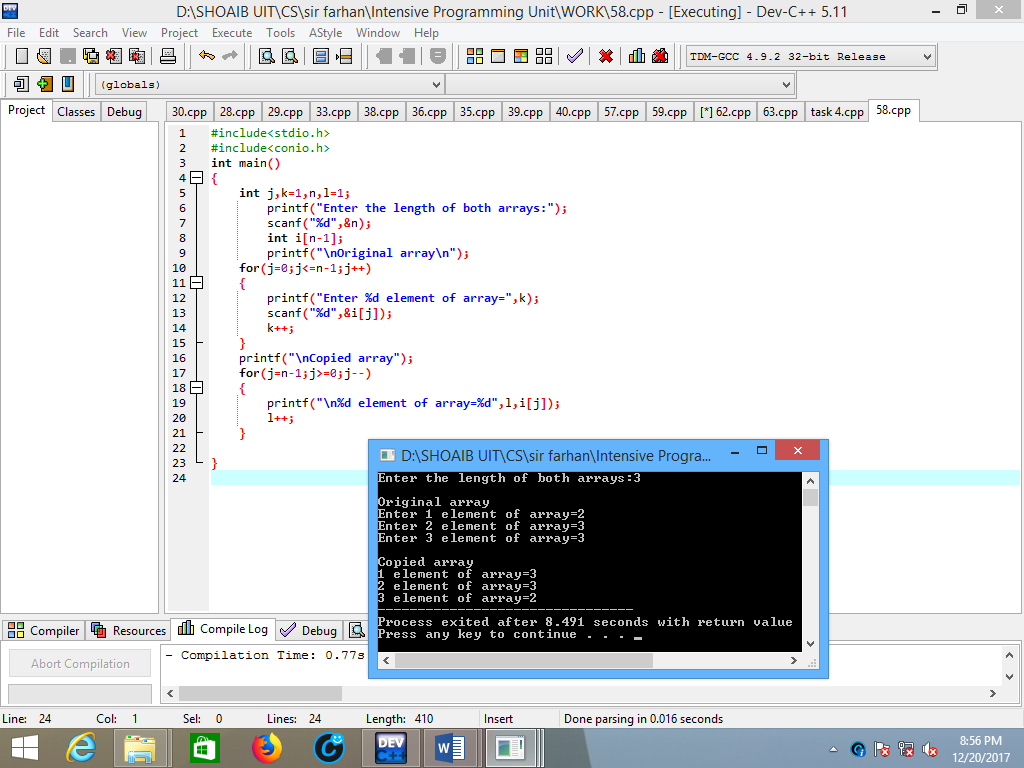 D:\SHOAIB UIT\CS\sir farhan\Intensive Programming Unit\WORK\58.cpp - [Executing] - Dev-C++ 5.11
File Edit Search View Project Execute Tools AStyle Window Help
TDM-GCC 4.9.2 32-bit Release
(globals)
Project Classes Debug
30.cpp 28.cpp 29.cpp 33.cpp 38.cpp 36.cpp 35.cpp 39.cpp 40.cpp 57.cpp 59.cpp [*] 62.cpp 63.cpp task 4.cpp 58.cpp
1 #include<stdio.h>
2 #include<conio.h>
3 int main()
4 {
5 int j,k=1,n,l=1;
6 printf("Enter the length of both arrays:");
7 scanf("%d",&n);
8 int i[n-1];
9 printf("\nOriginal array\n");
10 for(j=0;j<=n-1;j++)
11 {
12 printf("Enter %d element of array=",k);
13 scanf("%d",&i[j]);
14 k++;
15 }
16 printf("\nCopied array");
17 for(j=n-1;j>=0;j--)
18 {
19 printf("\n%d element of array=%d",l,i[j]);
20 l++;
21 }
22
23 }
24
D:\SHOAIB UIT\CS\sir farhan\Intensive Progra...
Enter the length of both arrays:3
Original array
Enter 1 element of array=2
Enter 2 element of array=3
Enter 3 element of array=3
Copied array
1 element of array=3
2 element of array=3
3 element of array=2
--------------------------------
Process exited after 8.491 seconds with return value
Press any key to continue . . . _
Compiler Resources Compile Log Debug
Abort Compilation
- Compilation Time: 0.77s
Line: 24 Col: 1 Sel: 0 Lines: 24 Length: 410 Insert Done parsing in 0.016 seconds
DEV C++
8:56 PM
12/20/2017